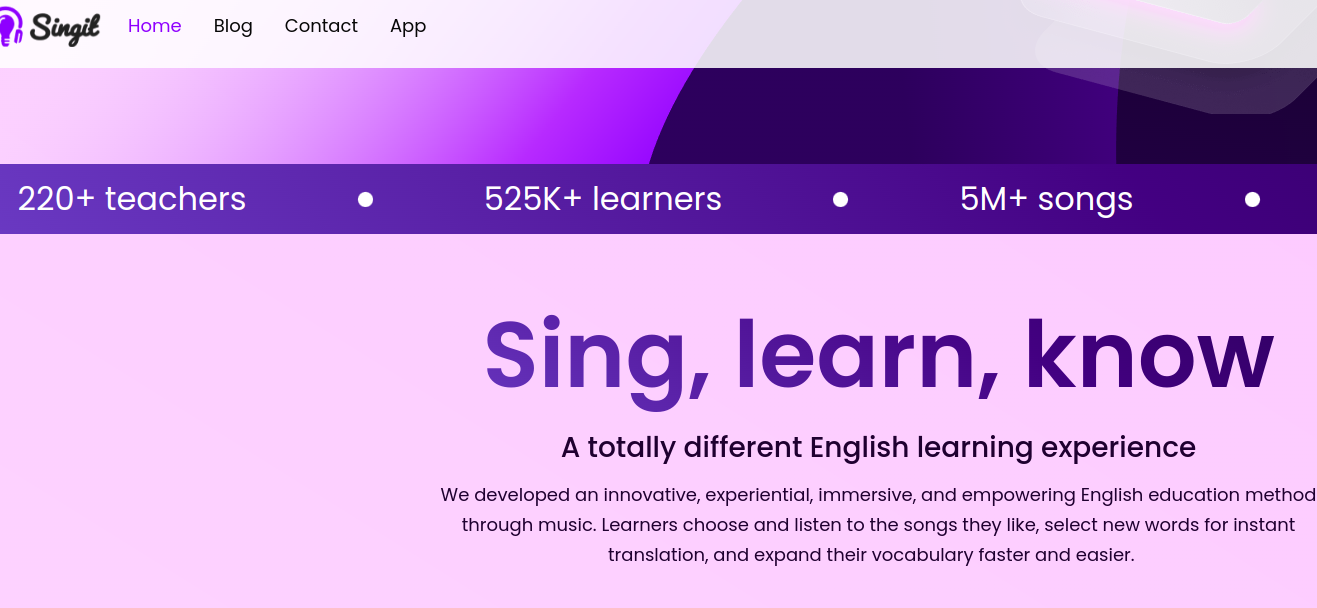 Singit Home Blog Contact App
220+ teachers 525K+ learners 5M+ songs
Sing, learn, know
A totally different English learning experience
We developed an innovative, experiential, immersive, and empowering English education method
through music. Learners choose and listen to the songs they like, select new words for instant
translation, and expand their vocabulary faster and easier.